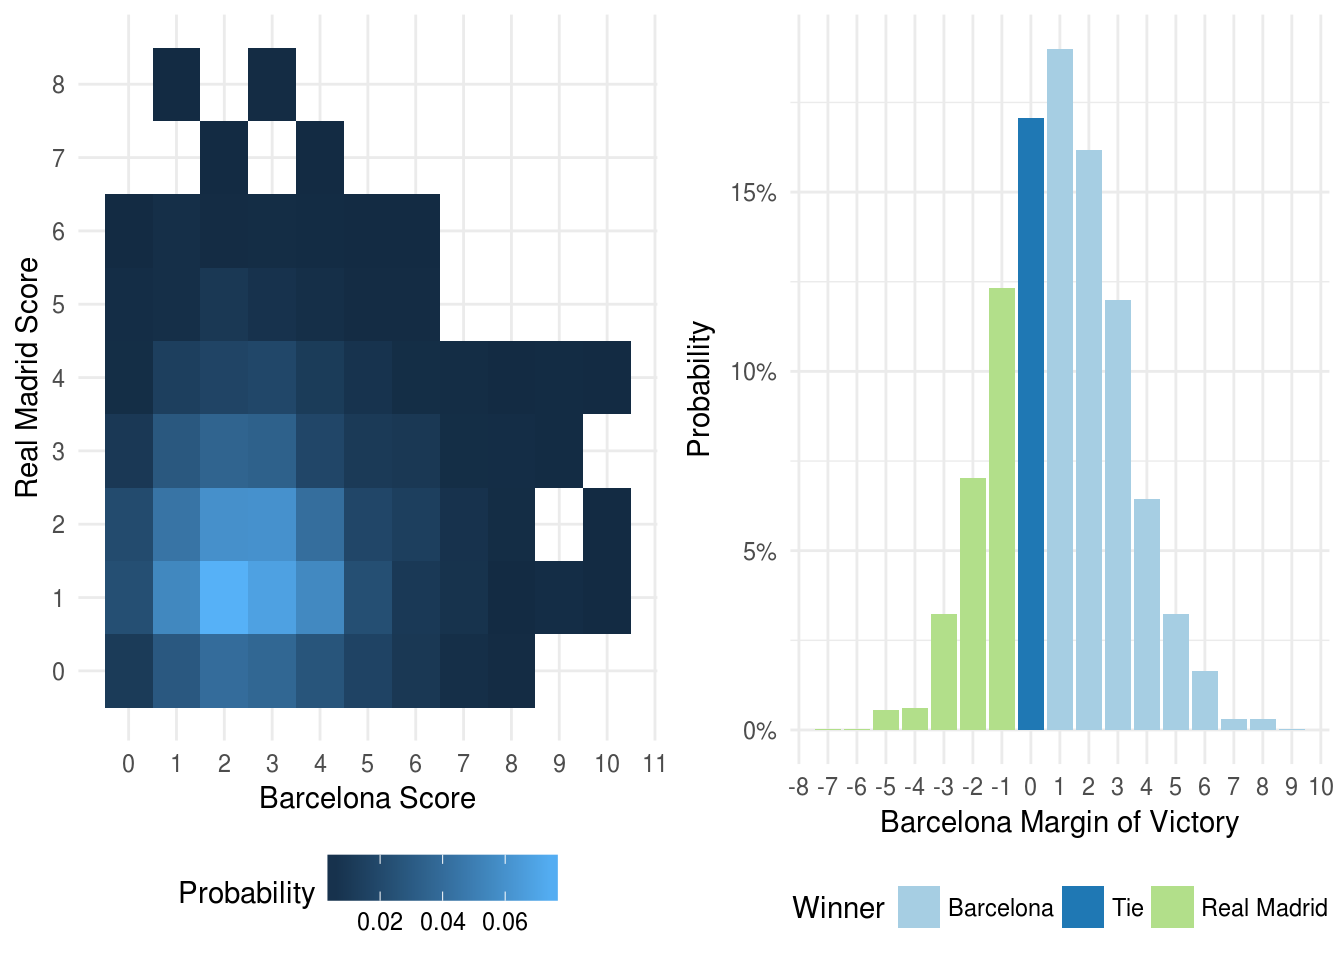 Real Madrid Score
8
7
6
5
4
3
2
1
0
0 1 2 3 4 5 6 7 8 9 10 11
Barcelona Score
Probability
0.02 0.04 0.06
Probability
15%
10%
5%
0%
-8 -7 -6 -5 -4 -3 -2 -1 0 1 2 3 4 5 6 7 8 9 10
Barcelona Margin of Victory
Winner Barcelona Tie Real Madrid